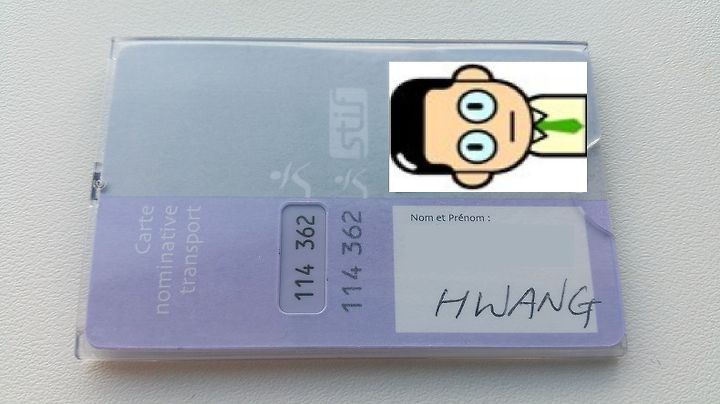 stif
Carte
nominative
transport
114 362
114 362
Nom et Prénom :
HWANG